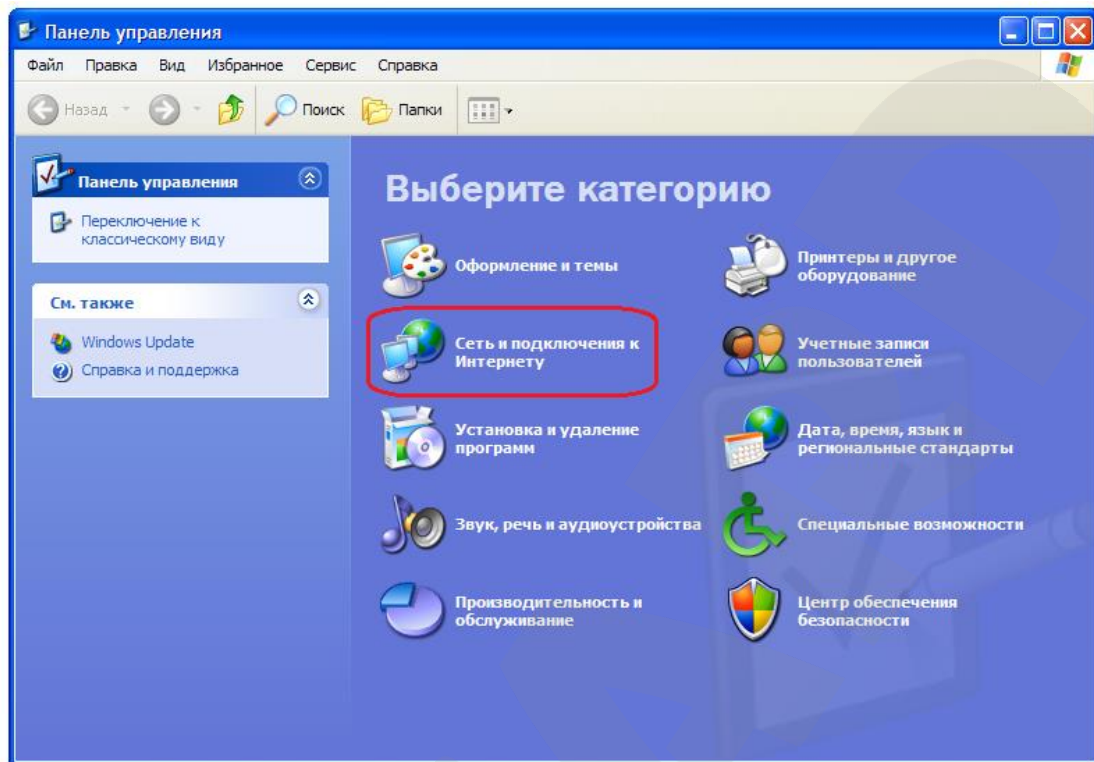 Панель управления
Файл Правка Вид Избранное Сервис Справка
Назад Поиск Папки
Панель управления
Переключение к
классическому виду
См. также
Windows Update
Справка и поддержка
Выберите категорию
Оформление и темы
Принтеры и другое
оборудование
Сеть и подключения к
Интернету
Учетные записи
пользователей
Установка и удаление
программ
Дата, время, язык и
региональные стандарты
Звук, речь и аудиоустройства
Специальные возможности
Производительность и
обслуживание
Центр обеспечения
безопасности